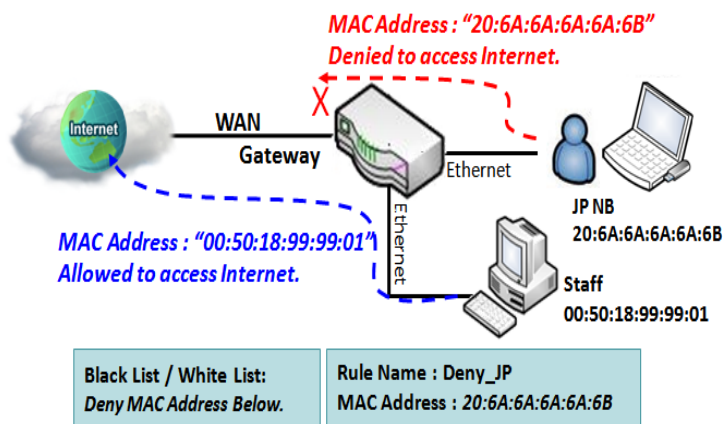 MAC Address : “20:6A:6A:6A:6A:6B”
Denied to access Internet.
Internet
WAN
Gateway
Ethernet
Ethernet
JP NB
20:6A:6A:6A:6A:6B
MAC Address : “00:50:18:99:99:01”
Allowed to access Internet.
Staff
00:50:18:99:99:01
Black List / White List:
Deny MAC Address Below.
Rule Name : Deny_JP
MAC Address : 20:6A:6A:6A:6A:6B